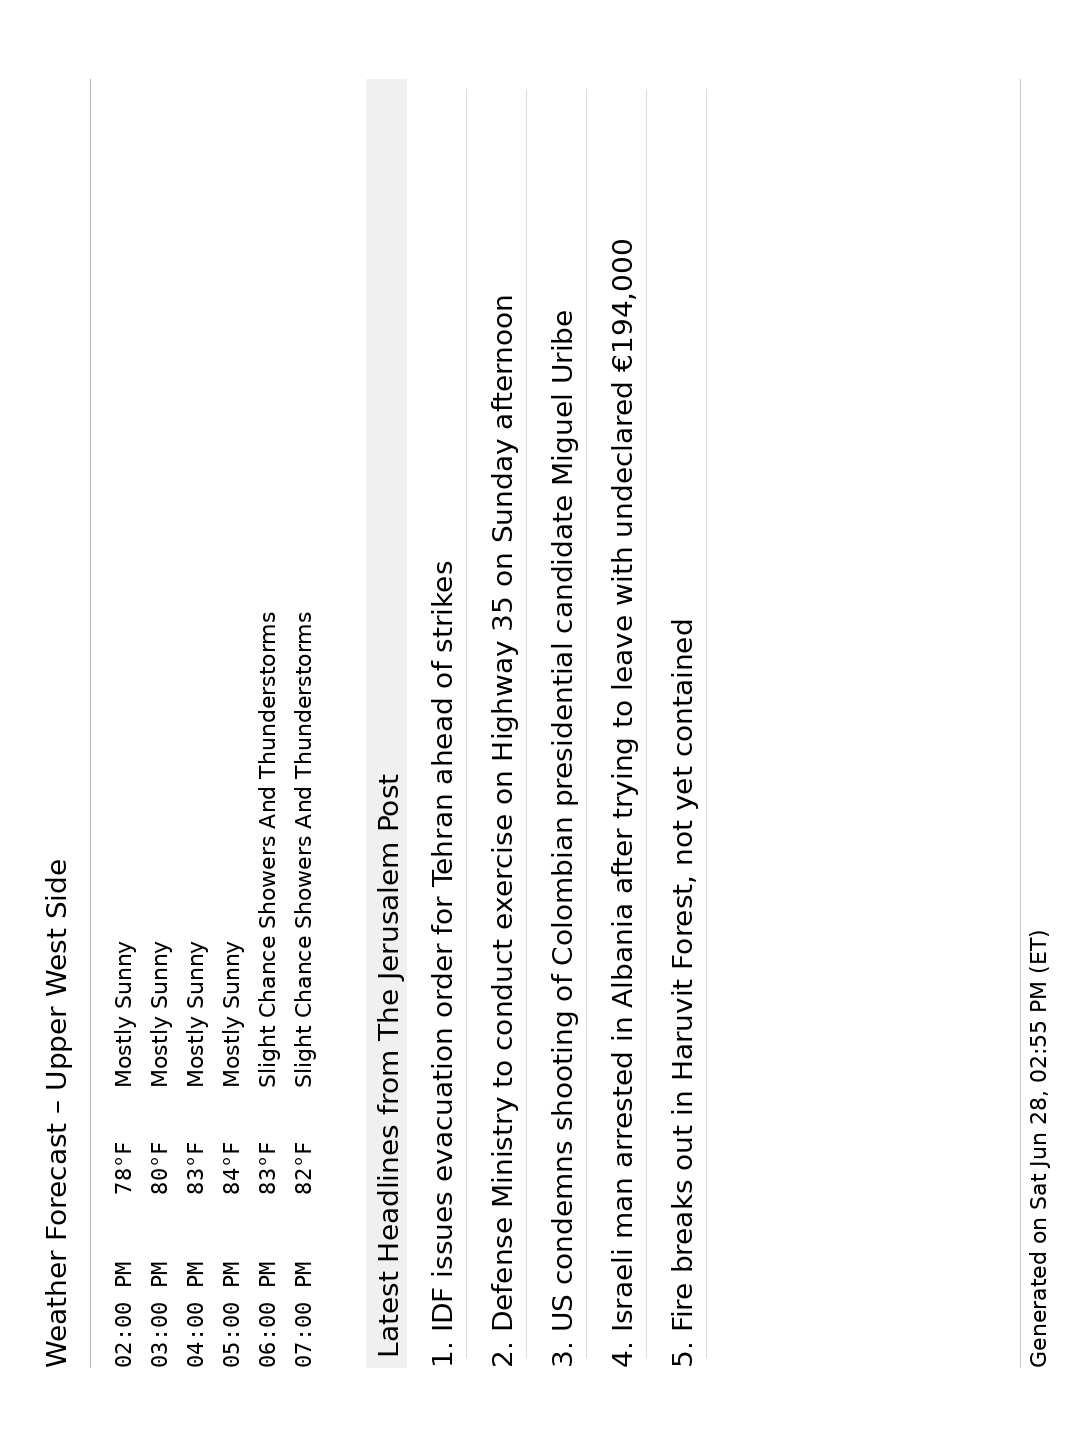 Weather Forecast – Upper West Side
02:00 PM 78°F Mostly Sunny
03:00 PM 80°F Mostly Sunny
04:00 PM 83°F Mostly Sunny
05:00 PM 84°F Mostly Sunny
06:00 PM 83°F Slight Chance Showers And Thunderstorms
07:00 PM 82°F Slight Chance Showers And Thunderstorms
Latest Headlines from The Jerusalem Post
1. IDF issues evacuation order for Tehran ahead of strikes
2. Defense Ministry to conduct exercise on Highway 35 on Sunday afternoon
3. US condemns shooting of Colombian presidential candidate Miguel Uribe
4. Israeli man arrested in Albania after trying to leave with undeclared €194,000
5. Fire breaks out in Haruvit Forest, not yet contained
Generated on Sat Jun 28, 02:55 PM (ET)